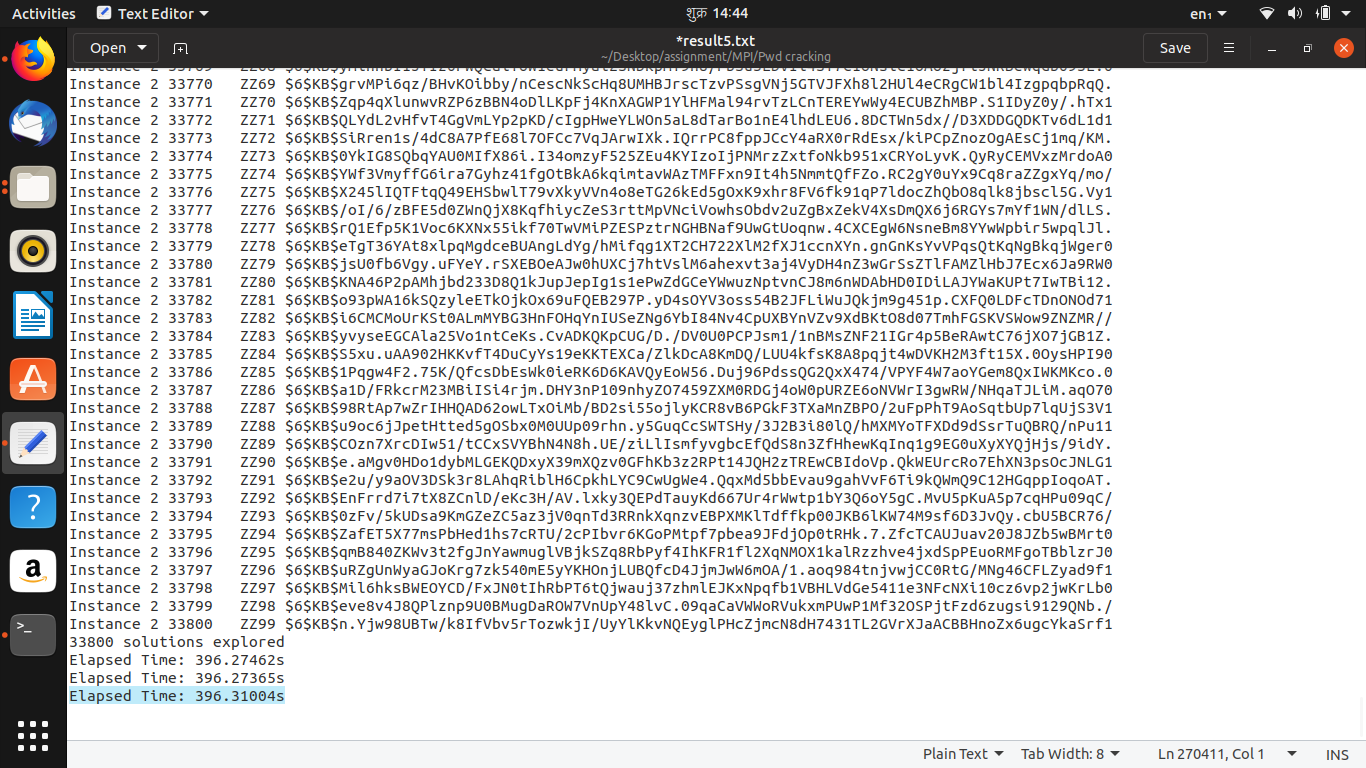 Activities Text Editor शुक्र 14:44 en₁
Open *result5.txt Save
~/Desktop/assignment/MPI/Pwd cracking
Instance 2 33770 ZZ69 $6$KB$grvMPi6qz/BHvKOibby/nCescNkScHq8UMHBJrscTzvPSsgVNj5GTVJFXh8l2HUl4eCRgCW1bl4IzgpqbpRqQ.
Instance 2 33771 ZZ70 $6$KB$Zqp4qXlunwvRZP6zBBN4oDlLKpFj4KnXAGWP1YlHFMal94rvTzLCnTEREYwWy4ECUBZhMBP.S1IDyZ0y/.hTx1
Instance 2 33772 ZZ71 $6$KB$QLYdL2vHfvT4GgVmLYp2pKD/cIgpHweYLWOn5aL8dTarBo1nE4lhdLEU6.8DCTWn5dx//D3XDDGQDKTv6dL1d1
Instance 2 33773 ZZ72 $6$KB$SiRren1s/4dC8A7PfE68l7OFCc7VqJArwIXk.IQrrPC8fppJCcY4aRX0rRdEsx/kiPCpZnozOgAEsCj1mq/KM.
Instance 2 33774 ZZ73 $6$KB$0YkIG8SQbqYAU0MIfX86i.I34omzyF525ZEu4KYIzoIjPNMrzZxtfoNkb951xCRYoLyvK.QyRyCEMVxzMrdoA0
Instance 2 33775 ZZ74 $6$KB$YWf3VmyffG6ira7Gyhz41fgOtBkA6kqimtavWAzTMFFxn9It4h5NmmtQfFZo.RC2gY0uYx9Cq8raZZgxYq/mo/
Instance 2 33776 ZZ75 $6$KB$X245lIQTFtqQ49EHSbwlT79vXkyVVn4o8eTG26kEd5gOxK9xhr8FV6fk91qP7ldocZhQbO8qlk8jbscl5G.Vy1
Instance 2 33777 ZZ76 $6$KB$/oI/6/zBFE5d0ZWnQjX8KqfhiyсZeS3rttMpVNciVowhsObdv2uZgBxZekV4XsDmQX6j6RGYs7mYf1WN/dlLS.
Instance 2 33778 ZZ77 $6$KB$rUoqEfp5K1Voc6KXNx55ikf70TwVMiPZESPztrNGHBNaf9UwGtUoqnw.4CXCEgW6NsneBm8YYwWpbir5wpqlJl.
Instance 2 33779 ZZ78 $6$KB$eTgT36YAt8xlpqMgdceBUAngLdYg/hMifqg1XT2CH722XlM2fXJ1ccnXYn.gnGnKsYvVPqsQtKqNgBkqjWger0
Instance 2 33780 ZZ79 $6$KB$jsU0fb6Vgy.uFYeY.rSXEBOeAJw0hUXCj7htVslM6ahexvt3aj4VyDH4nZ3wGrSsZTlFAMZlHbJ7Ecx6Ja9RW0
Instance 2 33781 ZZ80 $6$KB$KNA46P2pAMhjbd233D8Q1kJupJepIg1s1ePwZdGCeYWwuzNptvnCJ8m6nWDAbHD0IDiLAJYWaKUPt7IwTBi12.
Instance 2 33782 ZZ81 $6$KB$o93pWA16kSQzyleETkOjkOx69uFQEB297P.yD4sOYV3oss54B2JFLiWuJQkjm9g451p.CXFQ0LDFcTDnONOd71
Instance 2 33783 ZZ82 $6$KB$i6CMCMoUrKSt0ALmMYBG3HnFOHqYnIUSeZNg6YbI84Nv4CpUXBYnVZv9XdBKtO8d07TmhFGSKVSWow9ZNZMR//
Instance 2 33784 ZZ83 $6$KB$yvyseEGCAla25Vo1ntCeKs.CvADKQKpCUG/D./DV0U0PCPJsm1/1nBMsZNF21IGr4p5BeRAwtC76jXO7jGB1Z.
Instance 2 33785 ZZ84 $6$KB$S5xu.uAA902HKKvfT4DuCyYs19eKKTEXCa/ZlkDcA8KmDQ/LUU4kfsK8A8pqjt4wDVKH2M3ft15X.0OysHPI90
Instance 2 33786 ZZ85 $6$KB$1Pqgw4F2.75K/QfcsDbEsWk0ieRK6D6KAVQyEoW56.Duj96PdssQG2QxX474/VPYF4W7aoYGem8QxIWKMKco.0
Instance 2 33787 ZZ86 $6$KB$a1D/FRkcrM23MBiISi4rjm.DHY3nP109nhyZO7459ZXM0RDGj4oW0pURZE6oNVWrI3gwRW/NHqaTJLiM.aqO70
Instance 2 33788 ZZ87 $6$KB$98RtAp7wZrIHHQAD62owLTxOiMb/BD2si55ojlyKCR8vB6PGkF3TXaMnZBPO/2uFpPhT9AoSqtbUp7lqUjS3V1
Instance 2 33789 ZZ88 $6$KB$u9oc6jJpetHtted5gOSbx0M0UUp09rhn.y5GuqCcSWTSHy/3J2B3i80lQ/hMXMYoTFXDd9dSsrTuQBRQ/nPu11
Instance 2 33790 ZZ89 $6$KB$COzn7XrcDIw51/tCCxSVYBhN4N8h.UE/ziLlIsmfyvgbcEfQdS8n3ZfHhewKqInq1g9EG0uXyXYQjHjs/9idY.
Instance 2 33791 ZZ90 $6$KB$e.aMgv0HDo1dybMLGEKQDxyX39mXQzv0GFhKb3z2RPt14JQH2zTREwCBIdoVp.QkWEUrcRo7EhXN3psOcJNLG1
Instance 2 33792 ZZ91 $6$KB$e2u/y9aOV3DSk3r8LAhqRiblH6CpkhLYC9CwUgWe4.QqxMd5bbEvau9gahVvF6Ti9kQWmQ9C12HGqppIoqoAT.
Instance 2 33793 ZZ92 $6$KB$EnFrrd7i7tX8ZCnlD/eKc3H/AV.lxky3QEPdTauyKd667Ur4rWwtp1bY3Q6oY5gC.MvU5pKuA5p7cqHPu09qC/
Instance 2 33794 ZZ93 $6$KB$0zFv/5kUDsa9KmGZeZC5az3jV0qnTd3RRnkXqnzvEBPXMKlTdffkp00JKB6lKW74M9sf6D3JvQy.cbU5BCR76/
Instance 2 33795 ZZ94 $6$KB$ZafET5X77msPbHed1hs7cRTU/2cPIbvr6KGoPMtpf7pbea9JFdjOp0tRHk.7.ZfcTCAUJuav20J8JZb5wBMrt0
Instance 2 33796 ZZ95 $6$KB$qmB840ZKWv3t2fgJnYawmuglVBjkSZq8RbPyf4IhKFR1fl2XqNMOX1kalRzzhve4jxdSpPEuoRMFgoTBblzrJ0
Instance 2 33797 ZZ96 $6$KB$uRZgUnWyaGJoKrg7zk540mE5yYKHOnjLUBQfcD4JjmJwW6mOA/1.aoq984tnjvwjCC0RtG/MNg46CFLZyad9f1
Instance 2 33798 ZZ97 $6$KB$Mil6hksBWEOYCD/FxJN0tIhRbPT6tQjwauj37zhmlEJKxNpqfb1VBHLVdGe5411e3NFcNXi10cz6vp2jwKrLb0
Instance 2 33799 ZZ98 $6$KB$eve8v4J8QPlznp9U0BMugDaROW7VnUpY48lvC.09qaCaVWWoRVukxmPUwP1Mf32OSPjtFzd6zugsi9129QNb./
Instance 2 33800 ZZ99 $6$KB$n.Yjw98UBTw/k8IfVbv5rTozwkjI/UyYlKkvNQEyglPHcZjmcN8dH7431TL2GVrXJaACBBHnoZx6ugcYkaSrf1
33800 solutions explored
Elapsed Time: 396.27462s
Elapsed Time: 396.27365s
Elapsed Time: 396.31004s
Plain Text Tab Width: 8 Ln 270411, Col 1 INS